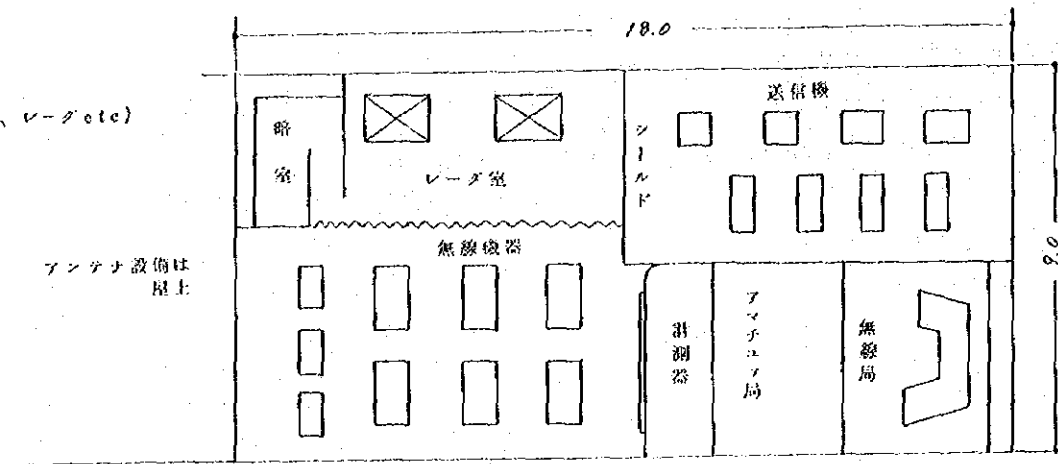 18.0
、レーダetc)
送信機
暗室
シールド
レーダ室
無線機器
9.0
アンテナ設備は
屋上
計測器
アマチュア局
無線局